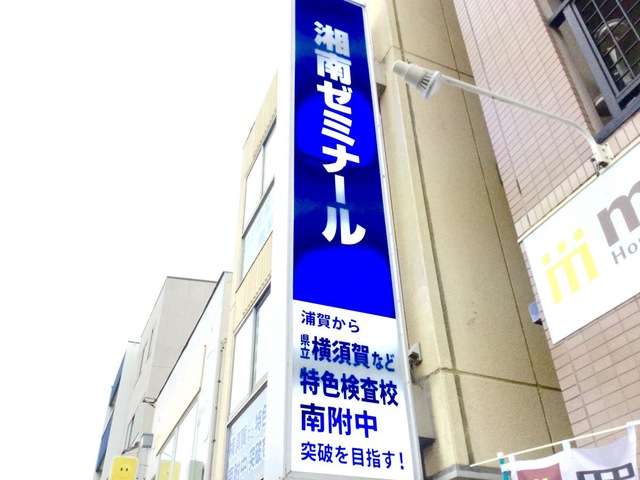 湘南ゼミナール
浦賀から
県立横須賀など
特色検査校
南附中
突破を目指す!
m
Ho